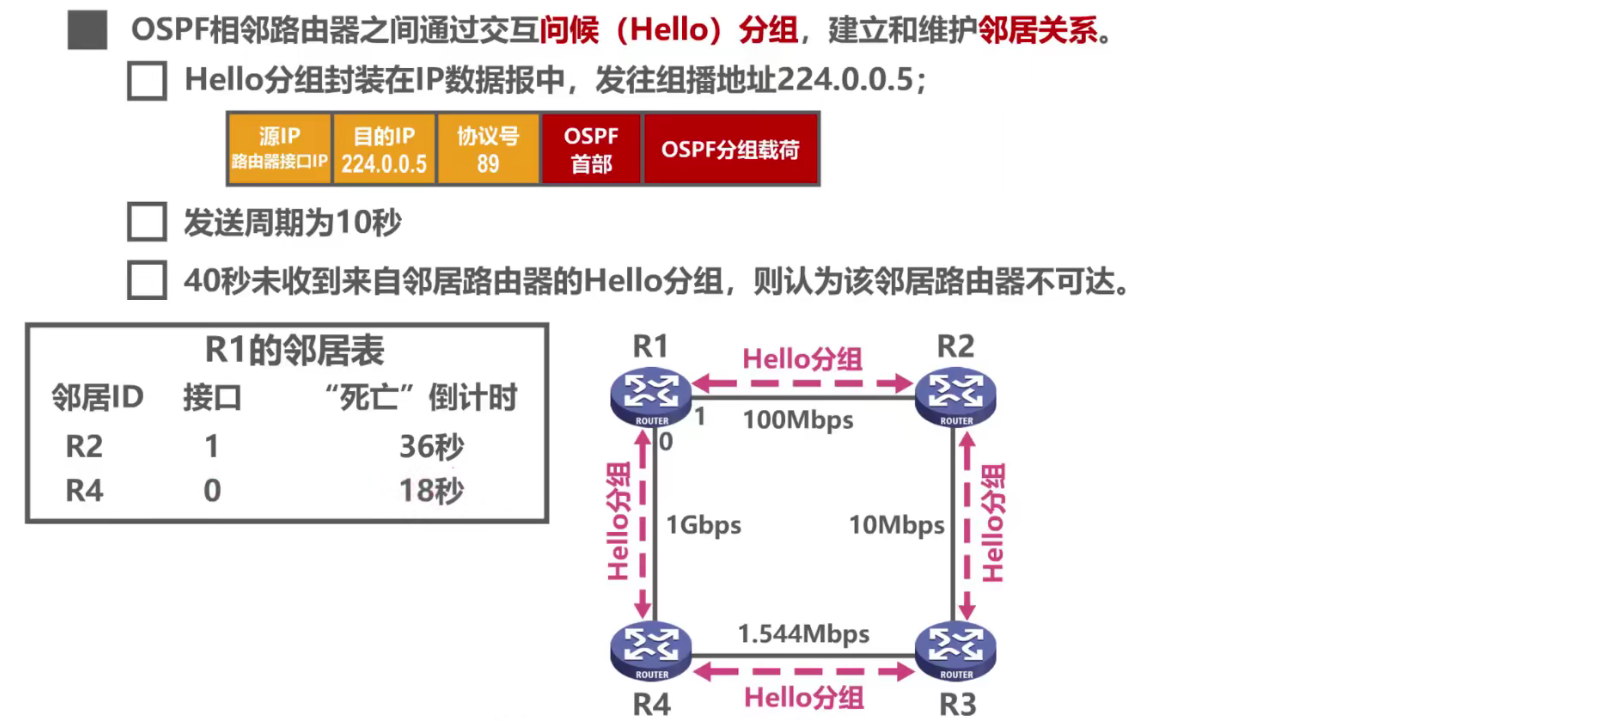 OSPF相邻路由器之间通过交互问候（Hello）分组，建立和维护邻居关系。
Hello分组封装在IP数据报中，发往组播地址224.0.0.5；
源IP
路由器接口IP
目的IP
224.0.0.5
协议号
89
OSPF
首部
OSPF分组载荷
发送周期为10秒
40秒未收到来自邻居路由器的Hello分组，则认为该邻居路由器不可达。
R1的邻居表
邻居ID 接口 “死亡”倒计时
R2 1 36秒
R4 0 18秒
R1
Hello分组
R2
ROUTER
1
100Mbps
ROUTER
0
Hello分组
1Gbps
10Mbps
Hello分组
1.544Mbps
ROUTER
ROUTER
R4
Hello分组
R3